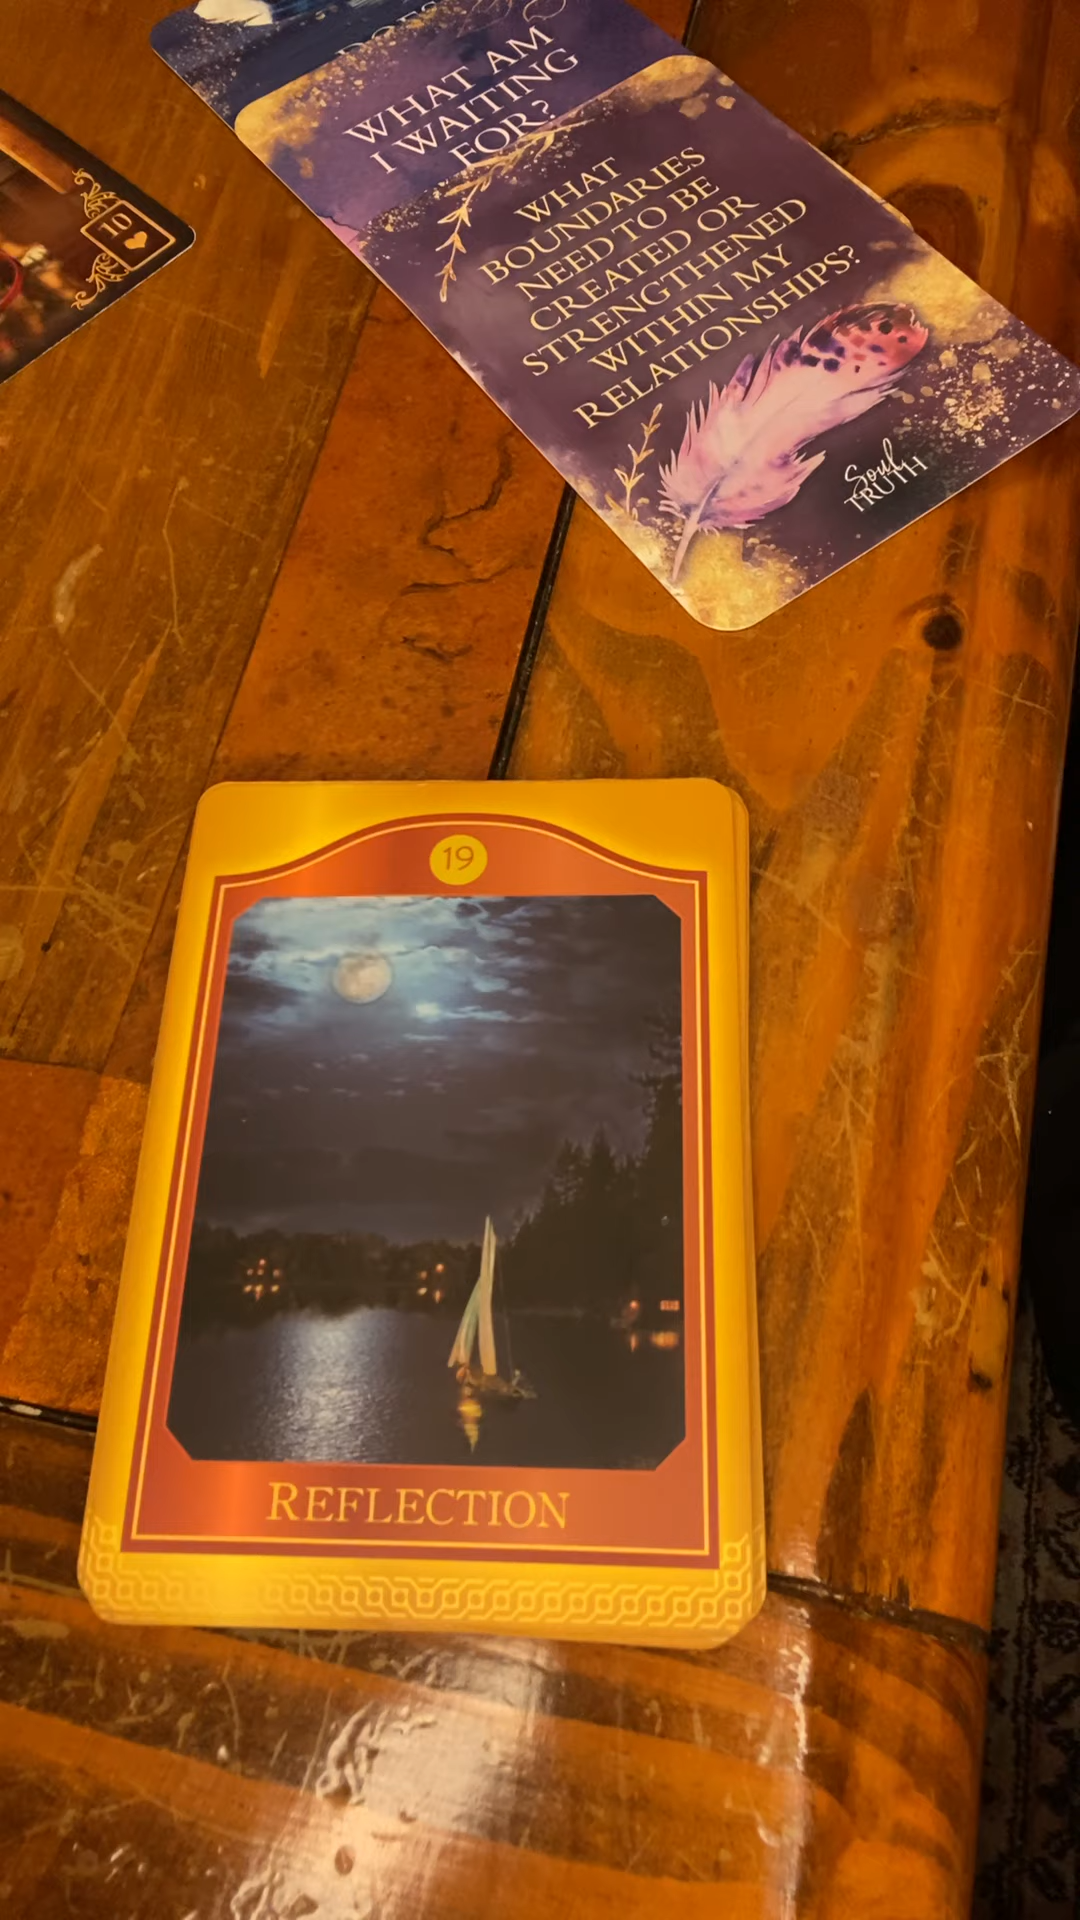 WHAT AM
I WAITING
FOR?
WHAT
BOUNDARIES
NEED TO BE
CREATED OR
STRENGTHENED
WITHIN MY
RELATIONSHIPS?
Soul
TRUTH
10
19
REFLECTION